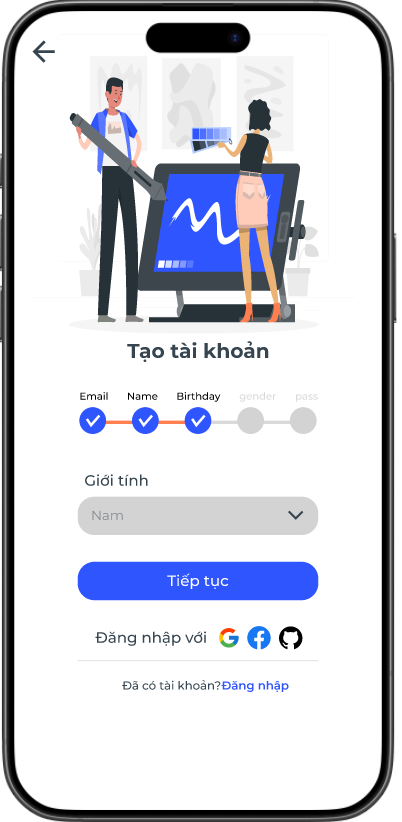 Tạo tài khoản
Email Name Birthday gender pass
Giới tính
Nam
Tiếp tục
Đăng nhập với
Đã có tài khoản?Đăng nhập